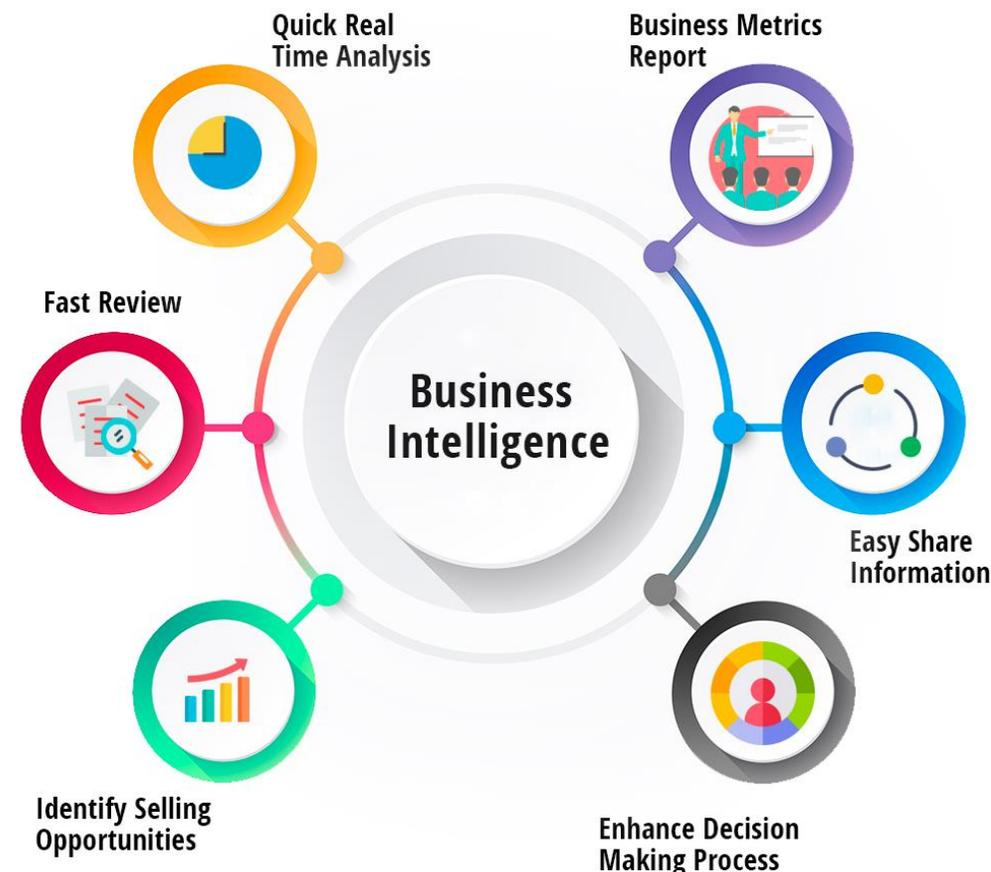 Quick Real
Time Analysis
Business Metrics
Report
Fast Review
Business
Intelligence
Easy Share
Information
Identify Selling
Opportunities
Enhance Decision
Making Process